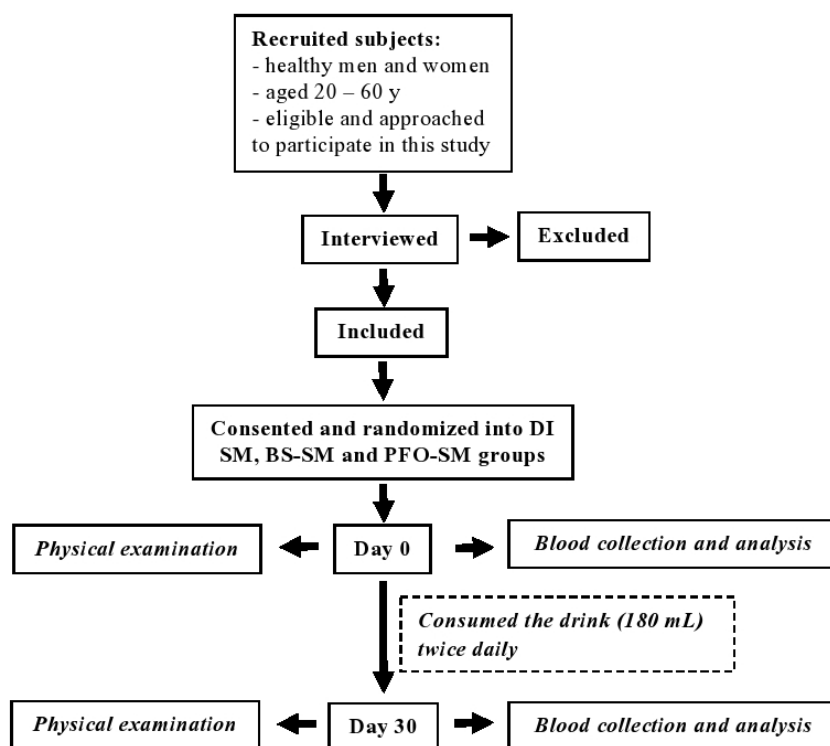 Recruited subjects:
- healthy men and women
- aged 20 – 60 y
- eligible and approached
to participate in this study
Interviewed
Excluded
Included
Consented and randomized into DI
SM, BS-SM and PFO-SM groups
Physical examination
Day 0
Blood collection and analysis
Consumed the drink (180 mL)
twice daily
Physical examination
Day 30
Blood collection and analysis